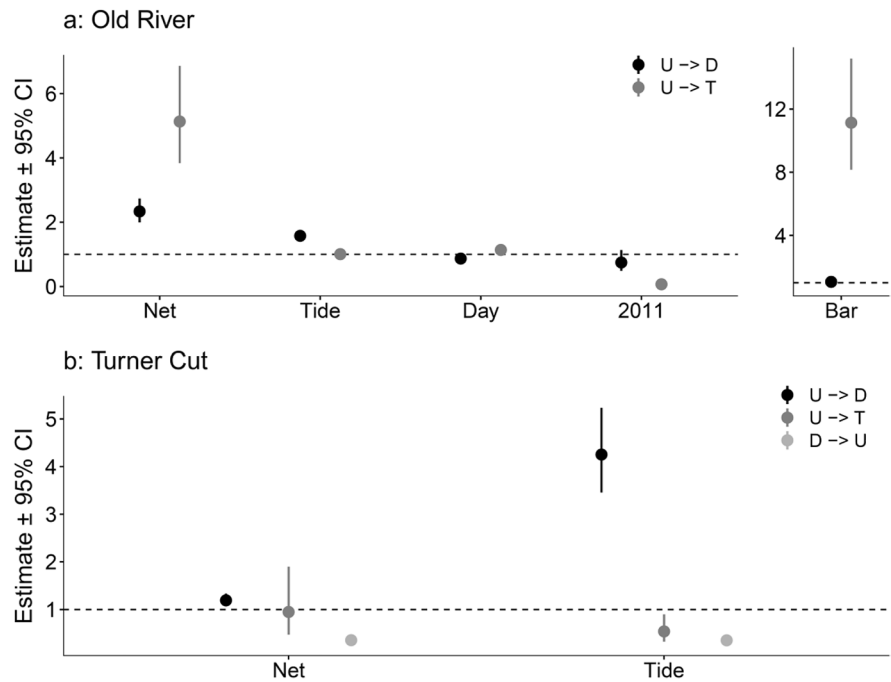 a: Old River
Estimate ± 95% CI
6
4
2
0
U −> D
U −> T
Net
Tide
Day
2011
12
8
4
Bar
b: Turner Cut
Estimate ± 95% CI
5
4
3
2
1
U −> D
U −> T
D −> U
Net
Tide